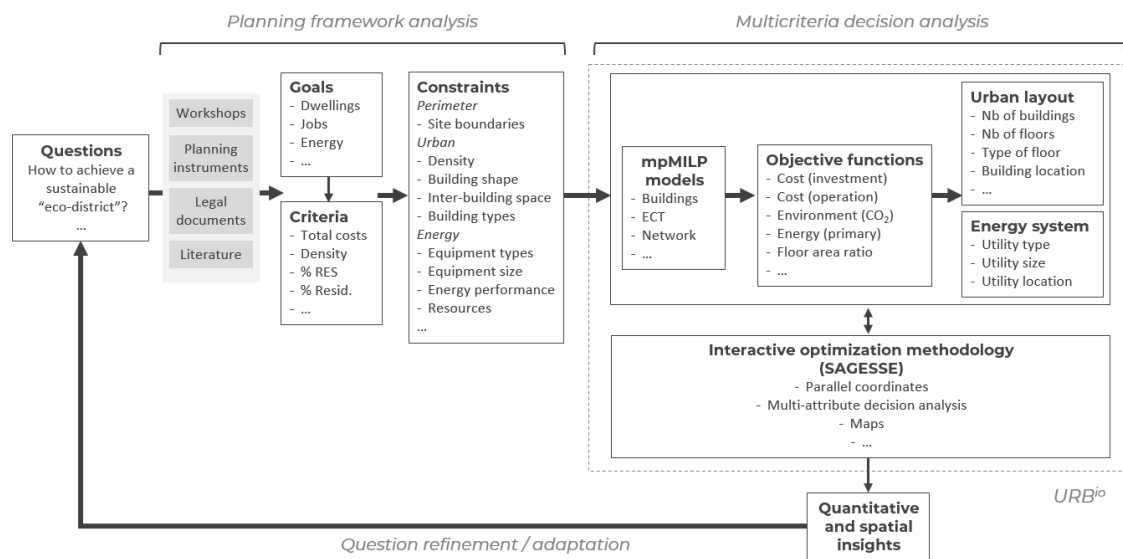 Planning framework analysis
Multicriteria decision analysis
Questions
How to achieve a
sustainable
“eco-district”?
...
Workshops
Planning
instruments
Legal
documents
Literature
Goals
- Dwellings
- Jobs
- Energy
- ...
Criteria
- Total costs
- Density
- % RES
- % Resid.
- ...
Constraints
Perimeter
- Site boundaries
Urban
- Density
- Building shape
- Inter-building space
- Building types
Energy
- Equipment types
- Equipment size
- Energy performance
- Resources
...
mpMILP
models
- Buildings
- ECT
- Network
- ...
Objective functions
- Cost (investment)
- Cost (operation)
- Environment (CO₂)
- Energy (primary)
- Floor area ratio
- ...
Urban layout
- Nb of buildings
- Nb of floors
- Type of floor
- Building location
- ...
Energy system
- Utility type
- Utility size
- Utility location
Interactive optimization methodology
(SAGESSE)
- Parallel coordinates
- Multi-attribute decision analysis
- Maps
- ...
URBio
Quantitative
and spatial
insights
Question refinement / adaptation